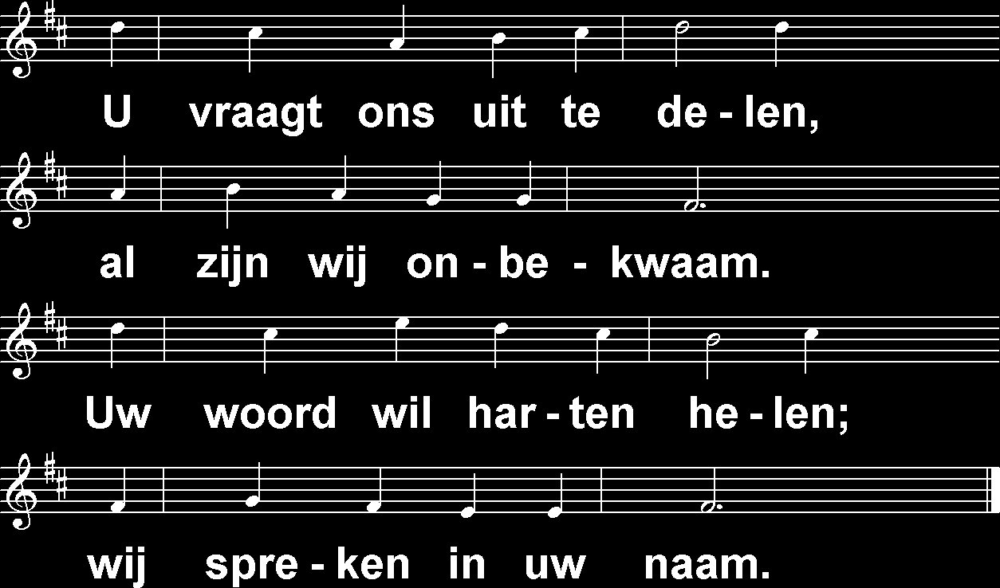 U vraagt ons uit te de - len,
al zijn wij on - be - kwaam.
Uw woord wil har - ten he - len;
wij spre - ken in uw naam.